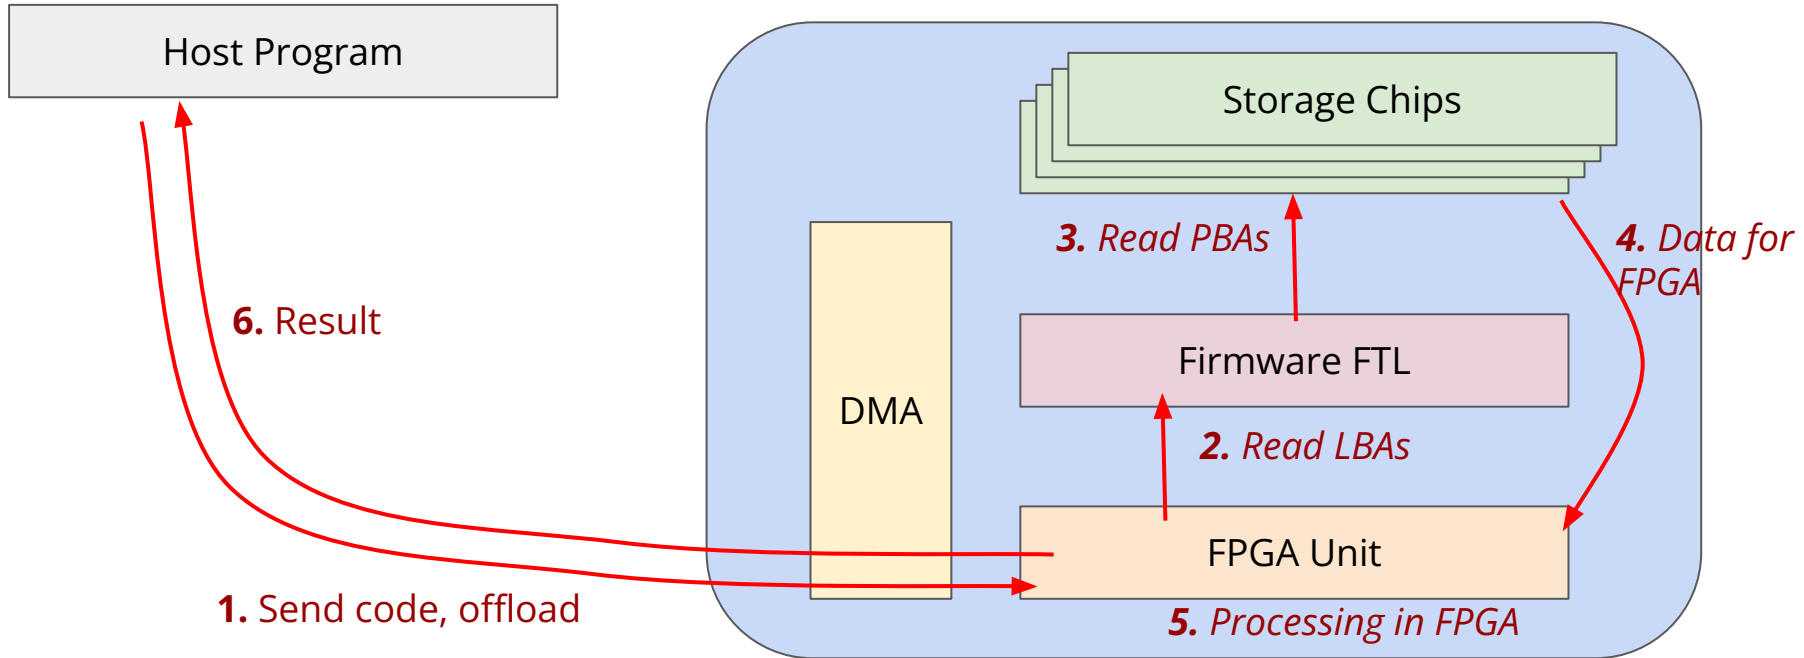 Host Program
Storage Chips
3. Read PBAs
4. Data for
FPGA
6. Result
Firmware FTL
DMA
2. Read LBAs
FPGA Unit
1. Send code, offload
5. Processing in FPGA